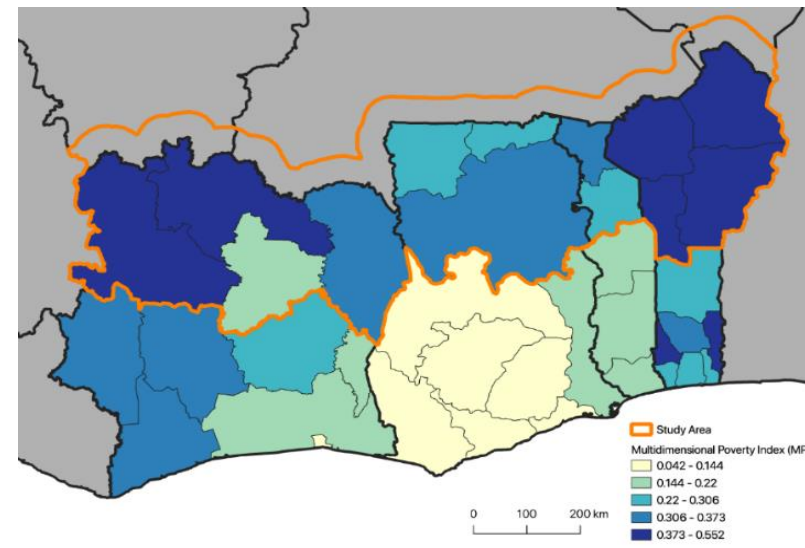 Study Area
Multidimensional Poverty Index (MP
0.042 - 0.144
0.144 - 0.22
0.22 - 0.306
0.306 - 0.373
0.373 - 0.552
0 100 200 km